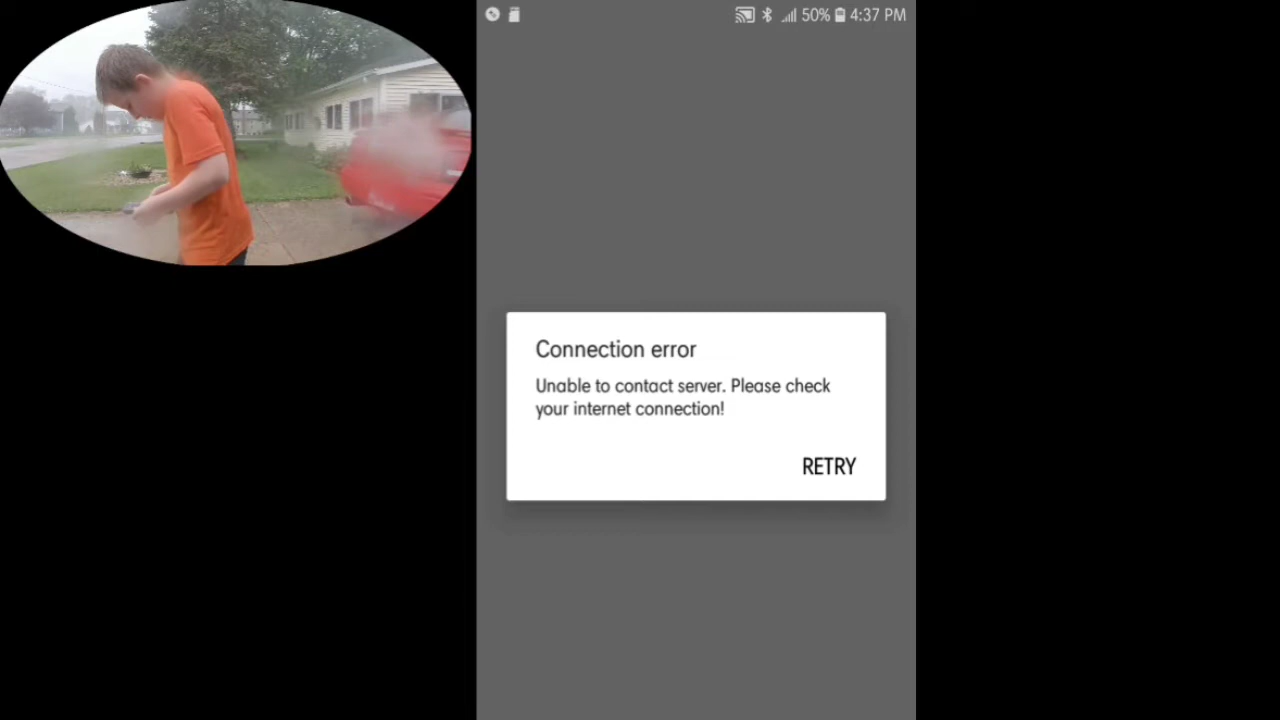 50% 4:37 PM
Connection error
Unable to contact server. Please check
your internet connection!
RETRY